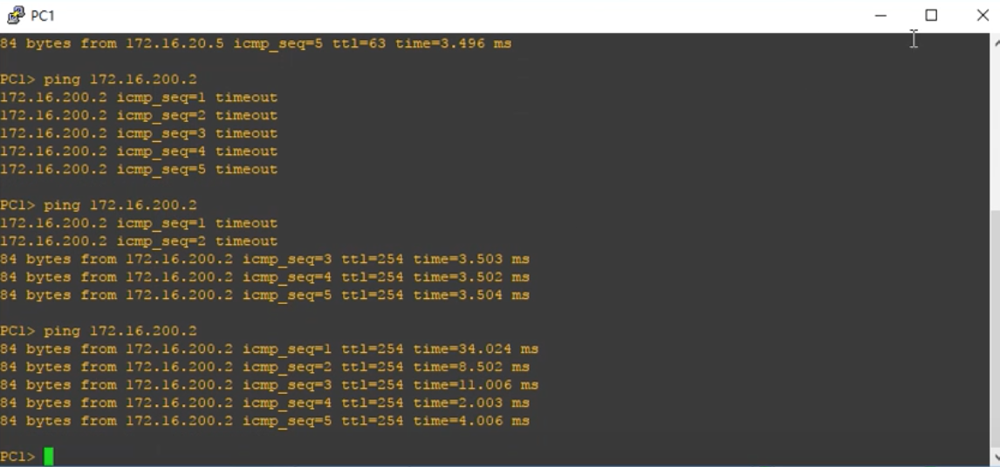 PC1
84 bytes from 172.16.20.5 icmp_seq=5 ttl=63 time=3.496 ms
PC1> ping 172.16.200.2
172.16.200.2 icmp_seq=1 timeout
172.16.200.2 icmp_seq=2 timeout
172.16.200.2 icmp_seq=3 timeout
172.16.200.2 icmp_seq=4 timeout
172.16.200.2 icmp_seq=5 timeout
PC1> ping 172.16.200.2
172.16.200.2 icmp_seq=1 timeout
172.16.200.2 icmp_seq=2 timeout
84 bytes from 172.16.200.2 icmp_seq=3 ttl=254 time=3.503 ms
84 bytes from 172.16.200.2 icmp_seq=4 ttl=254 time=3.502 ms
84 bytes from 172.16.200.2 icmp_seq=5 ttl=254 time=3.504 ms
PC1> ping 172.16.200.2
84 bytes from 172.16.200.2 icmp_seq=1 ttl=254 time=34.024 ms
84 bytes from 172.16.200.2 icmp_seq=2 ttl=254 time=8.502 ms
84 bytes from 172.16.200.2 icmp_seq=3 ttl=254 time=11.006 ms
84 bytes from 172.16.200.2 icmp_seq=4 ttl=254 time=2.003 ms
84 bytes from 172.16.200.2 icmp_seq=5 ttl=254 time=4.006 ms
PC1>